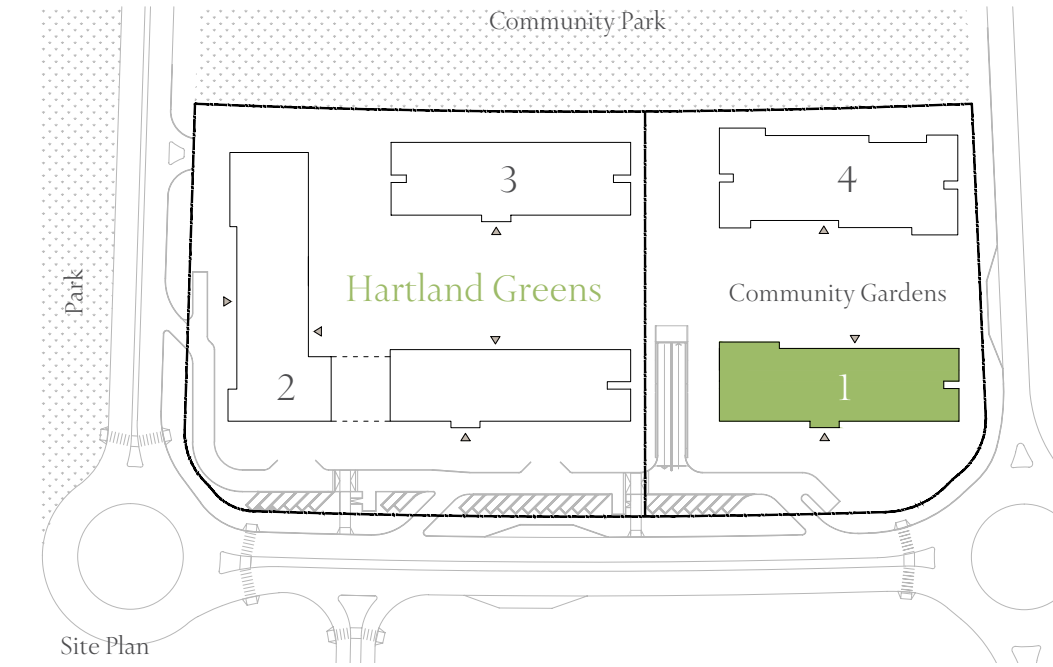 Community Park
3
4
Park
Hartland Greens
Community Gardens
2
1
Site Plan